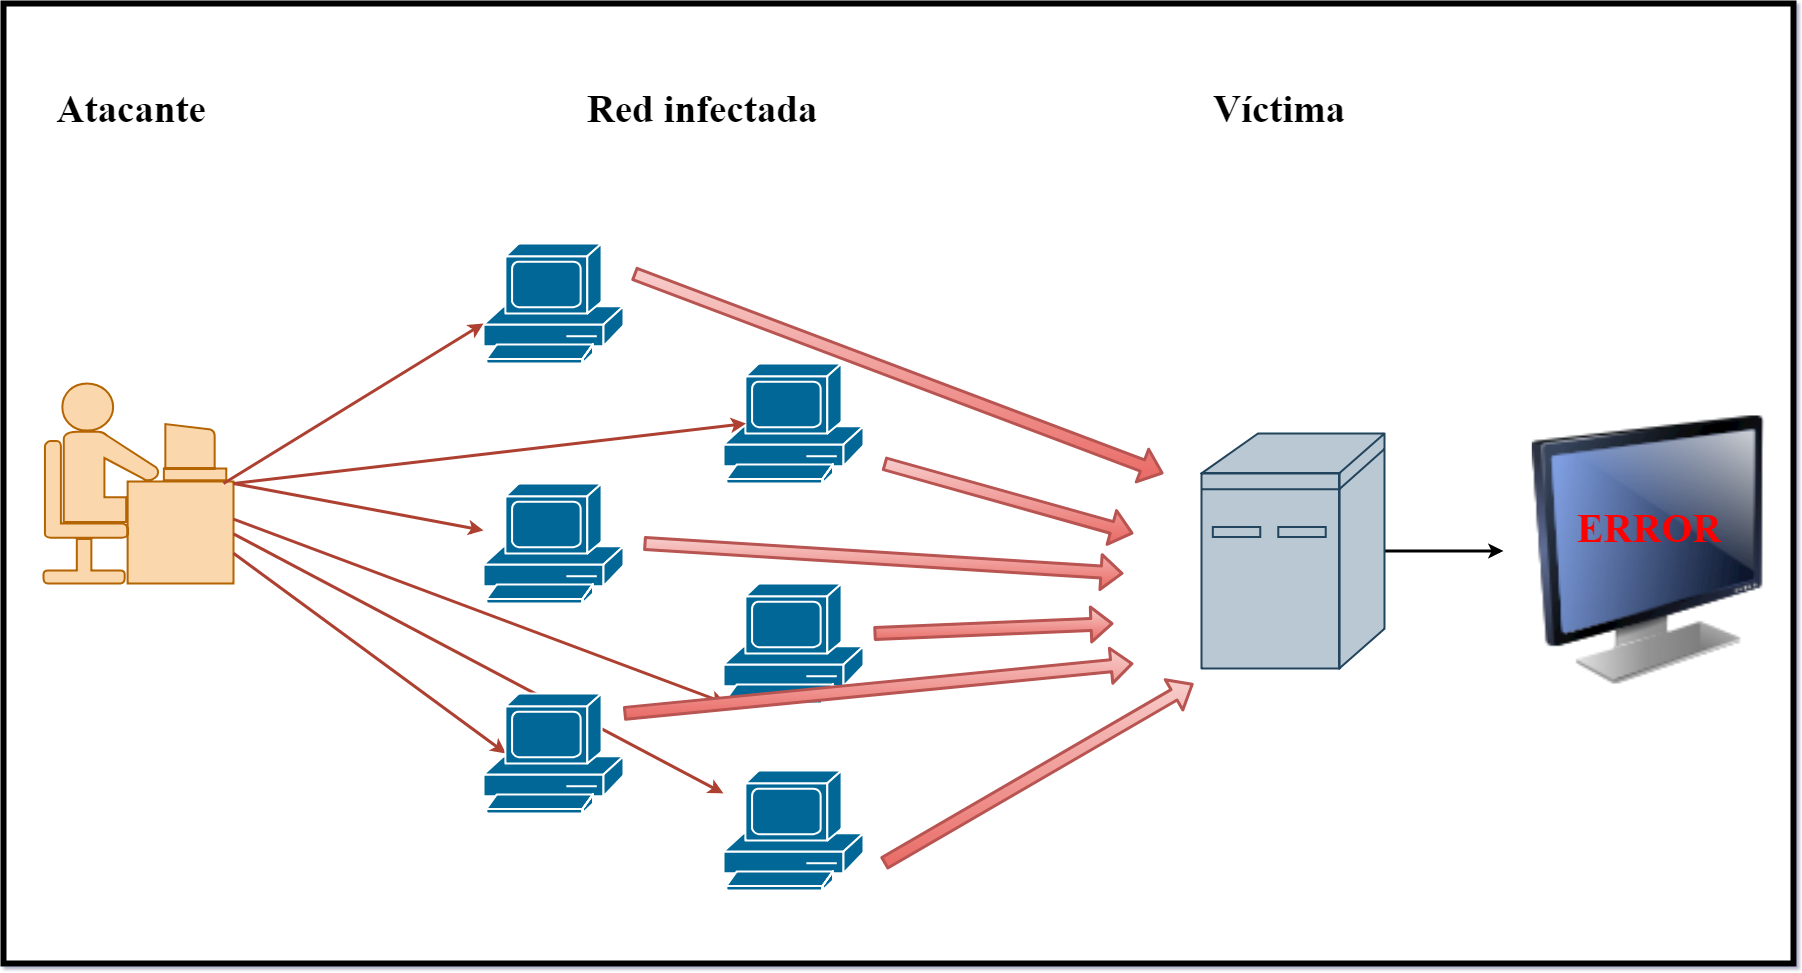 Atacante
Red infectada
Víctima
ERROR